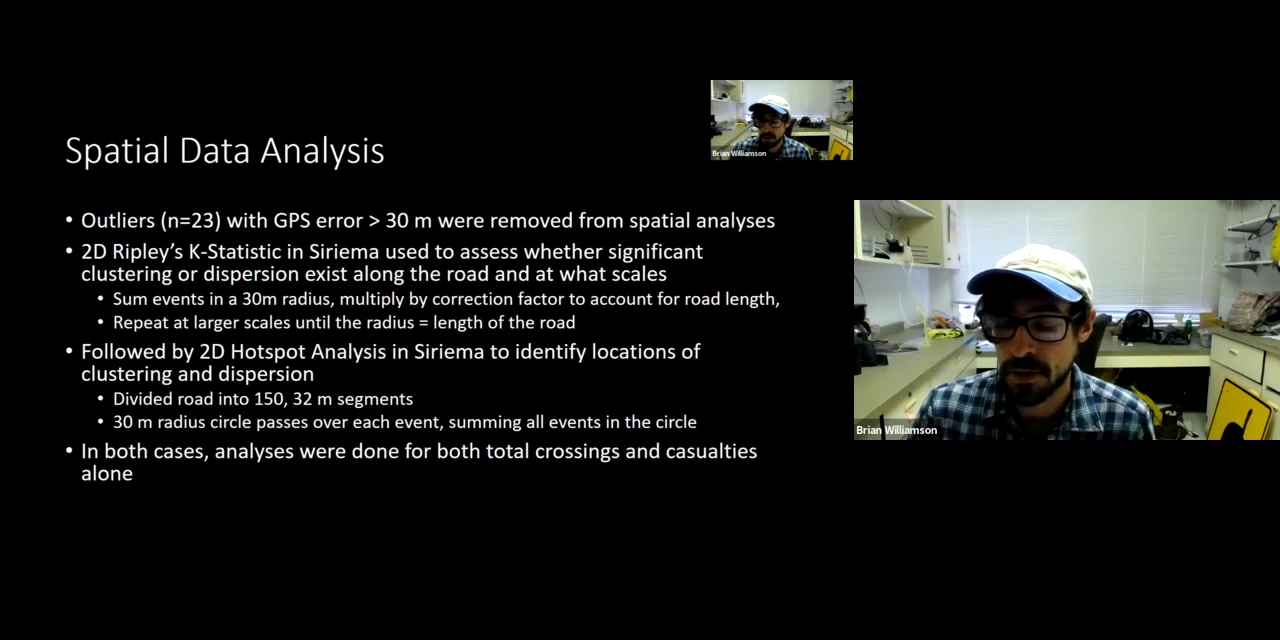 Spatial Data Analysis
• Outliers (n=23) with GPS error > 30 m were removed from spatial analyses
• 2D Ripley's K-Statistic in Siriema used to assess whether significant
clustering or dispersion exist along the road and at what scales
• Sum events in a 30m radius, multiply by correction factor to account for road length,
• Repeat at larger scales until the radius = length of the road
• Followed by 2D Hotspot Analysis in Siriema to identify locations of
clustering and dispersion
• Divided road into 150, 32 m segments
• 30 m radius circle passes over each event, summing all events in the circle
• In both cases, analyses were done for both total crossings and casualties
alone
Brian Williamson
Brian Williamson